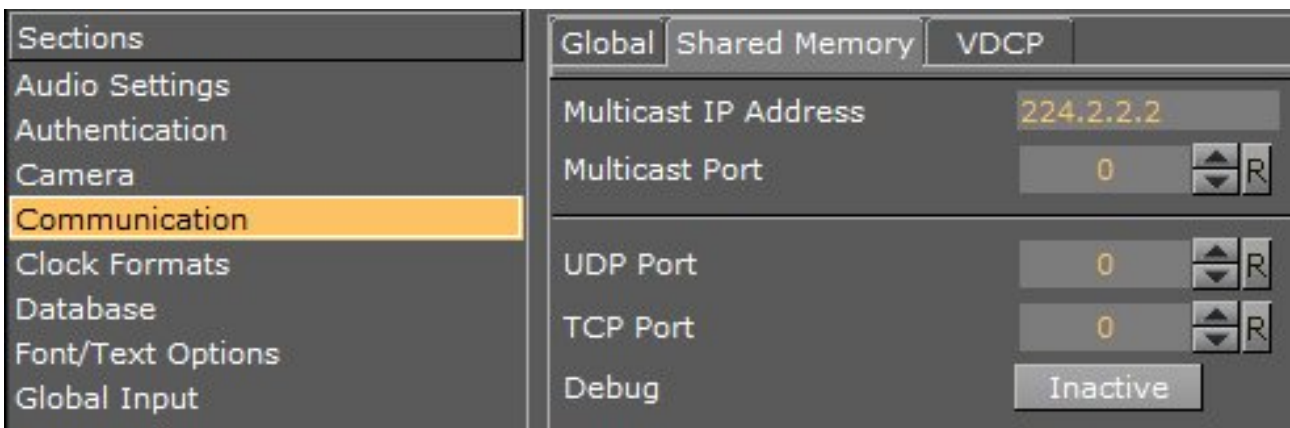 Sections
Audio Settings
Authentication
Camera
Communication
Clock Formats
Database
Font/Text Options
Global Input
Global Shared Memory VDCP
Multicast IP Address 224.2.2.2
Multicast Port 0 R
UDP Port 0 R
TCP Port 0 R
Debug Inactive